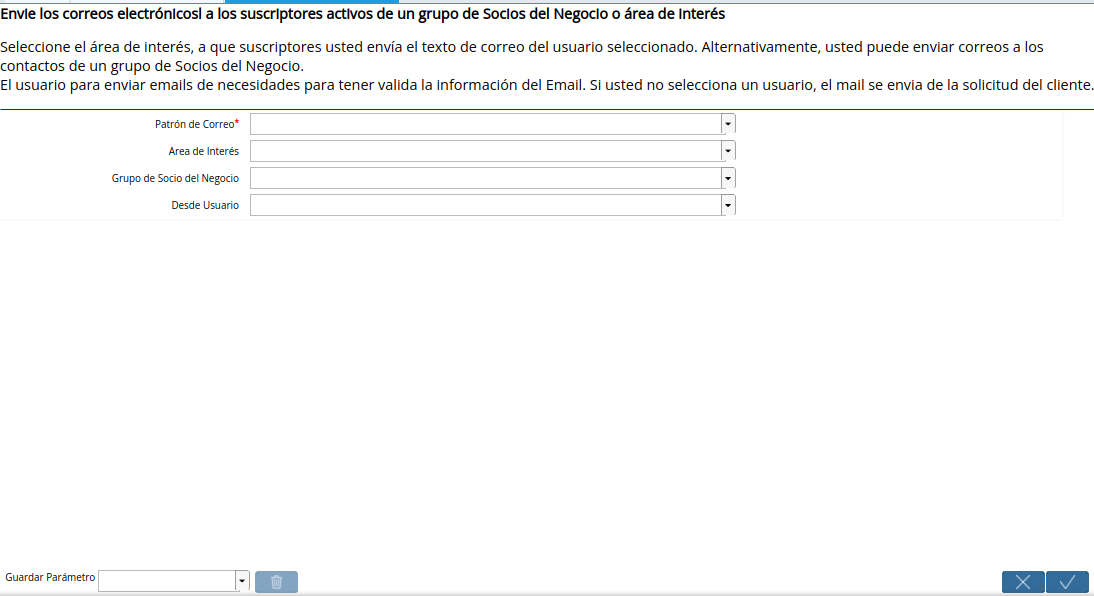 Envie los correos electrónicosl a los suscriptores activos de un grupo de Socios del Negocio o área de Interés
Seleccione el área de interés, a que suscriptores usted envía el texto de correo del usuario seleccionado. Alternativamente, usted puede enviar correos a los
contactos de un grupo de Socios del Negocio.
El usuario para enviar emails de necesidades para tener valida la información del Email. Si usted no selecciona un usuario, el mail se envia de la solicitud del cliente.
Patrón de Correo*
Area de Interés
Grupo de Socio del Negocio
Desde Usuario
Guardar Parámetro